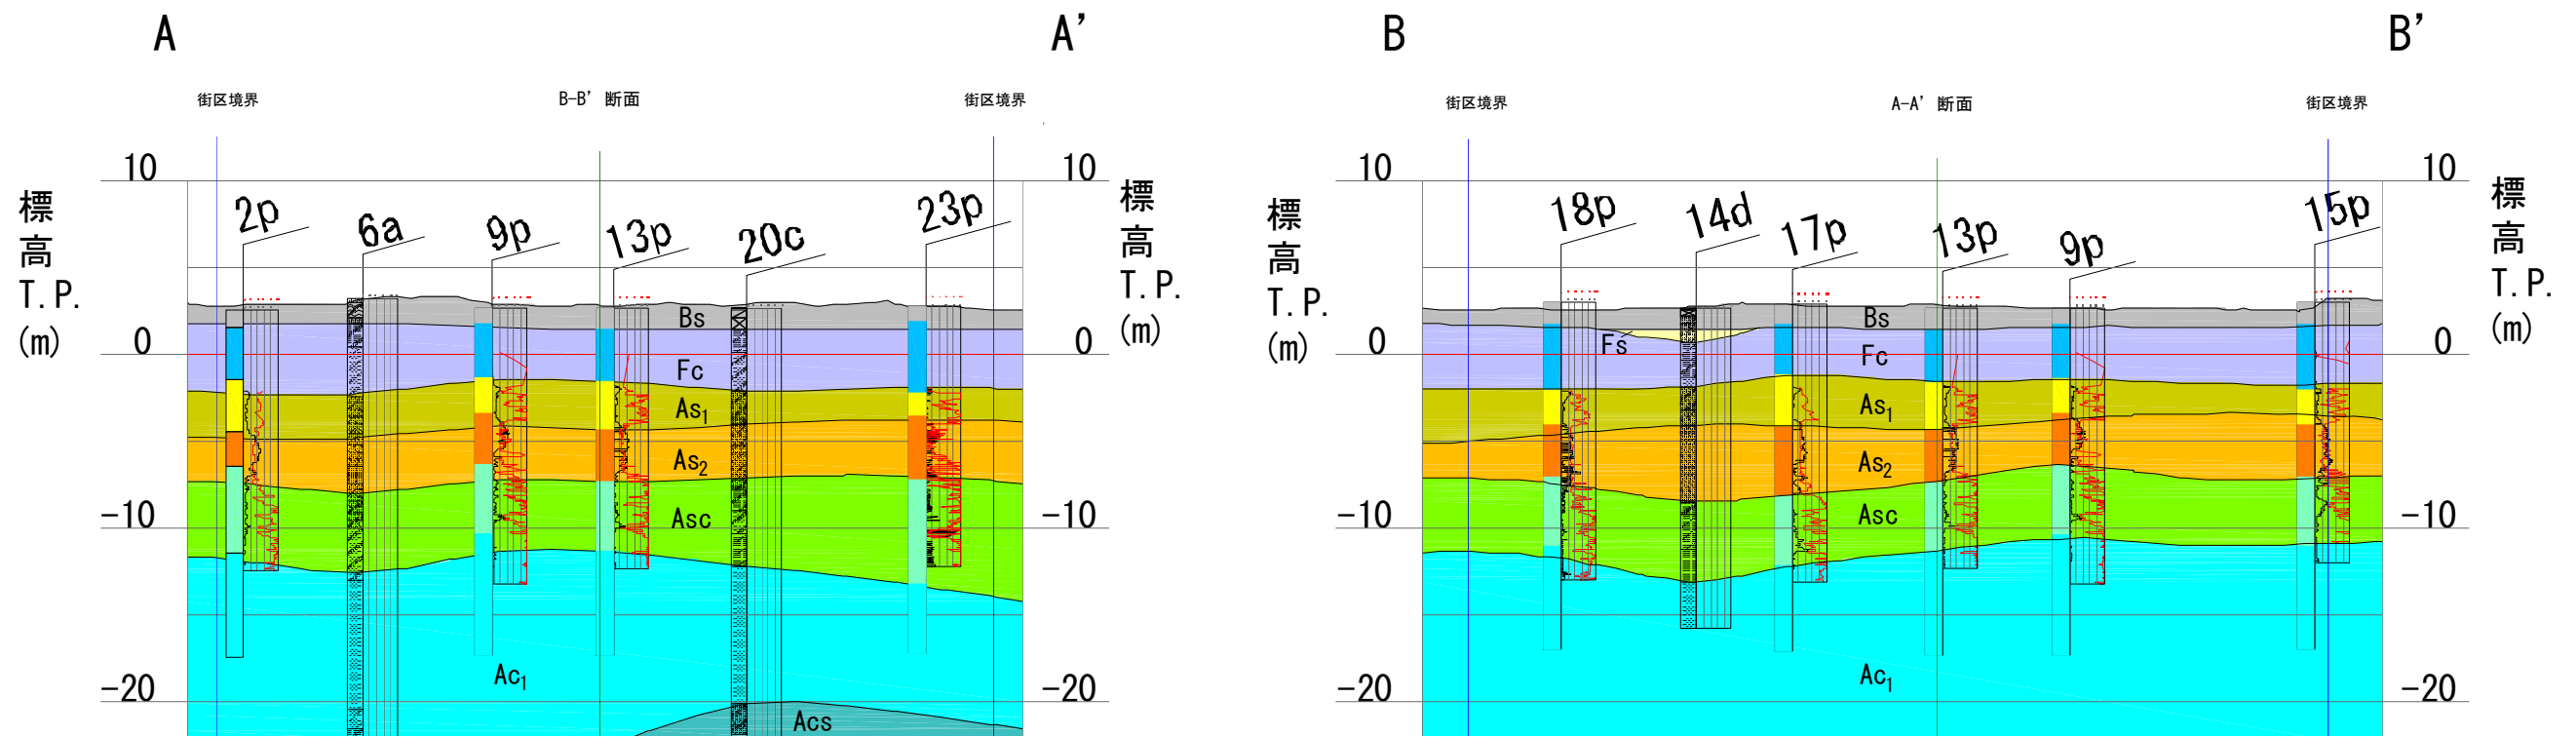 A
A'
B
B'
街区境界
B-B' 断面
街区境界
街区境界
A-A' 断面
街区境界
10
10
10
10
標高 T.P. (m)
標高 T.P. (m)
標高 T.P. (m)
標高 T.P. (m)
2p
6a
9p
13p
20c
23p
18p
14d
17p
13p
9p
15p
0
0
0
0
Bs
Fc
As1
As2
Asc
Ac1
Acs
Bs
Fs
Fc
As1
As2
Asc
Ac1
-10
-10
-10
-10
-20
-20
-20
-20